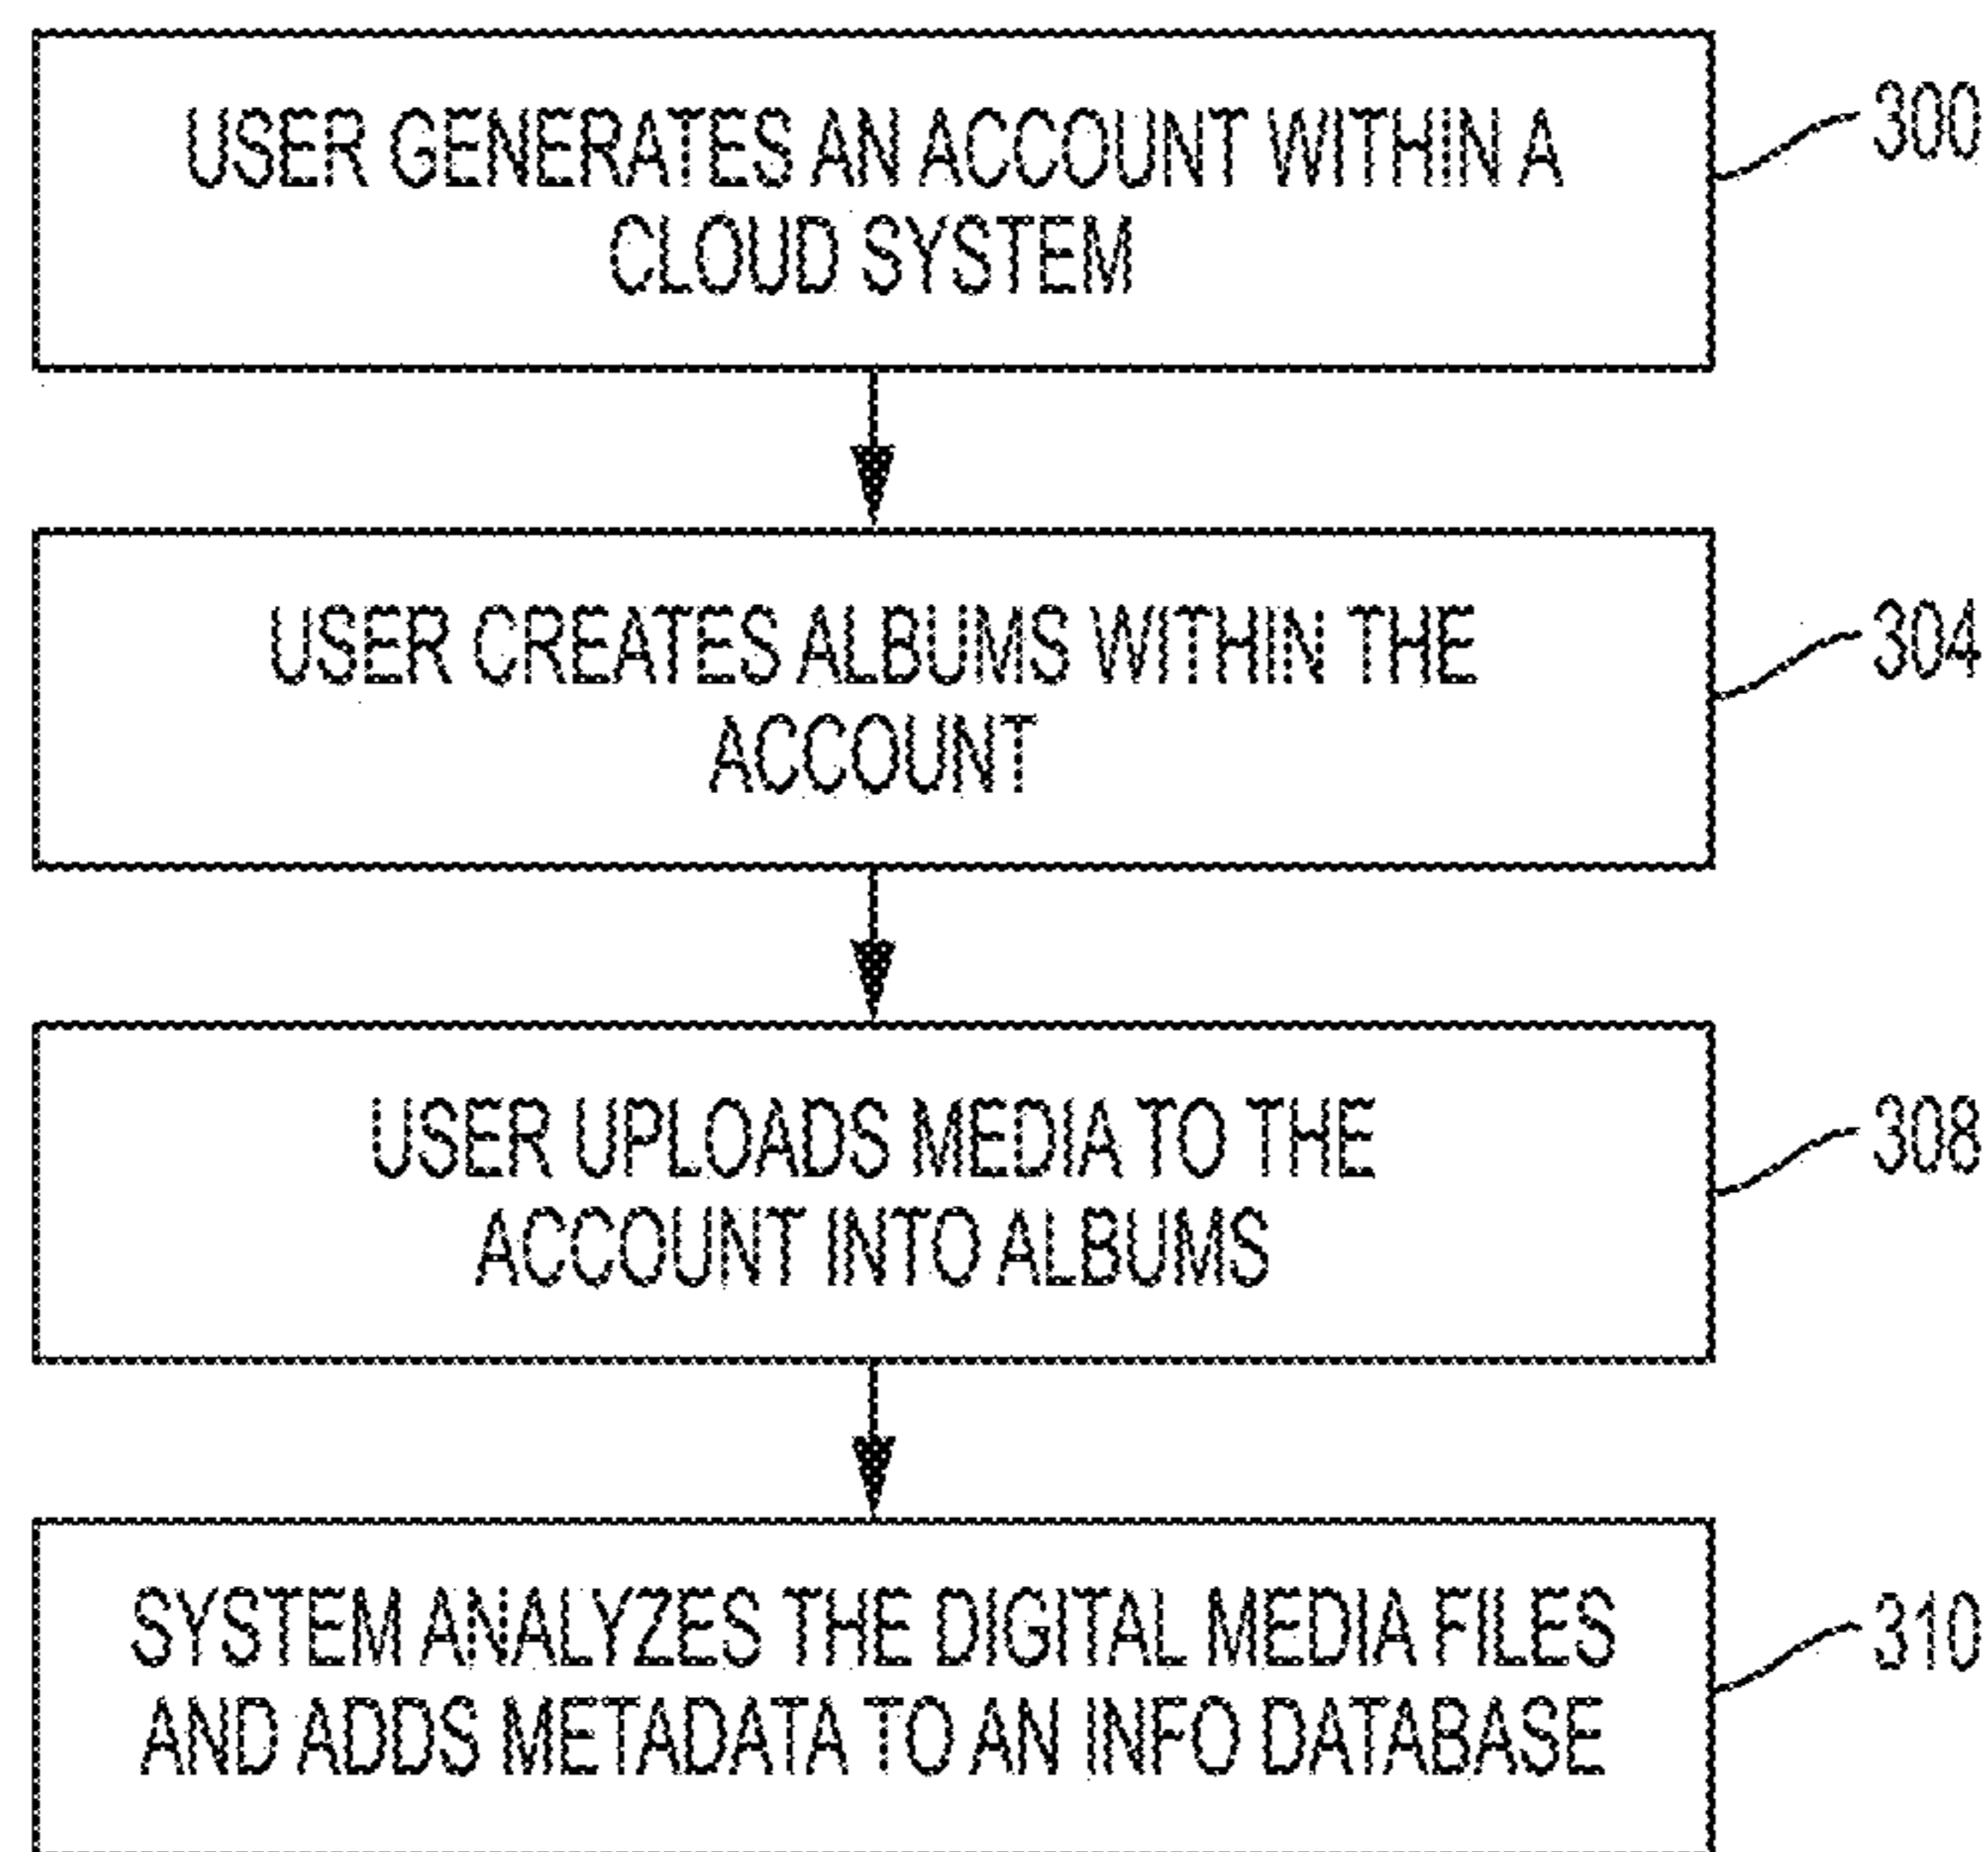 USER GENERATES AN ACCOUNT WITHIN A
CLOUD SYSTEM
300
USER CREATES ALBUMS WITHIN THE
ACCOUNT
304
USER UPLOADS MEDIA TO THE
ACCOUNT INTO ALBUMS
308
SYSTEM ANALYZES THE DIGITAL MEDIA FILES
AND ADDS METADATA TO AN INFO DATABASE
310